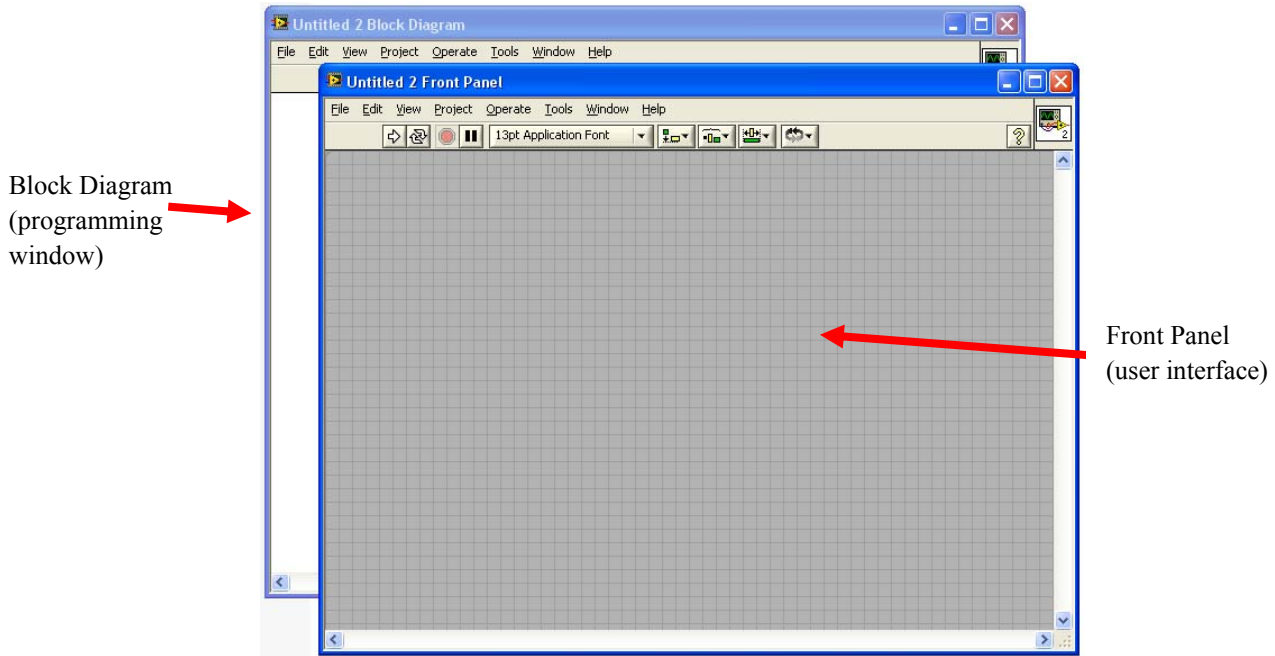 Untitled 2 Block Diagram
File Edit View Project Operate Tools Window Help
Untitled 2 Front Panel
File Edit View Project Operate Tools Window Help
13pt Application Font
?
2
Block Diagram
(programming
window)
Front Panel
(user interface)